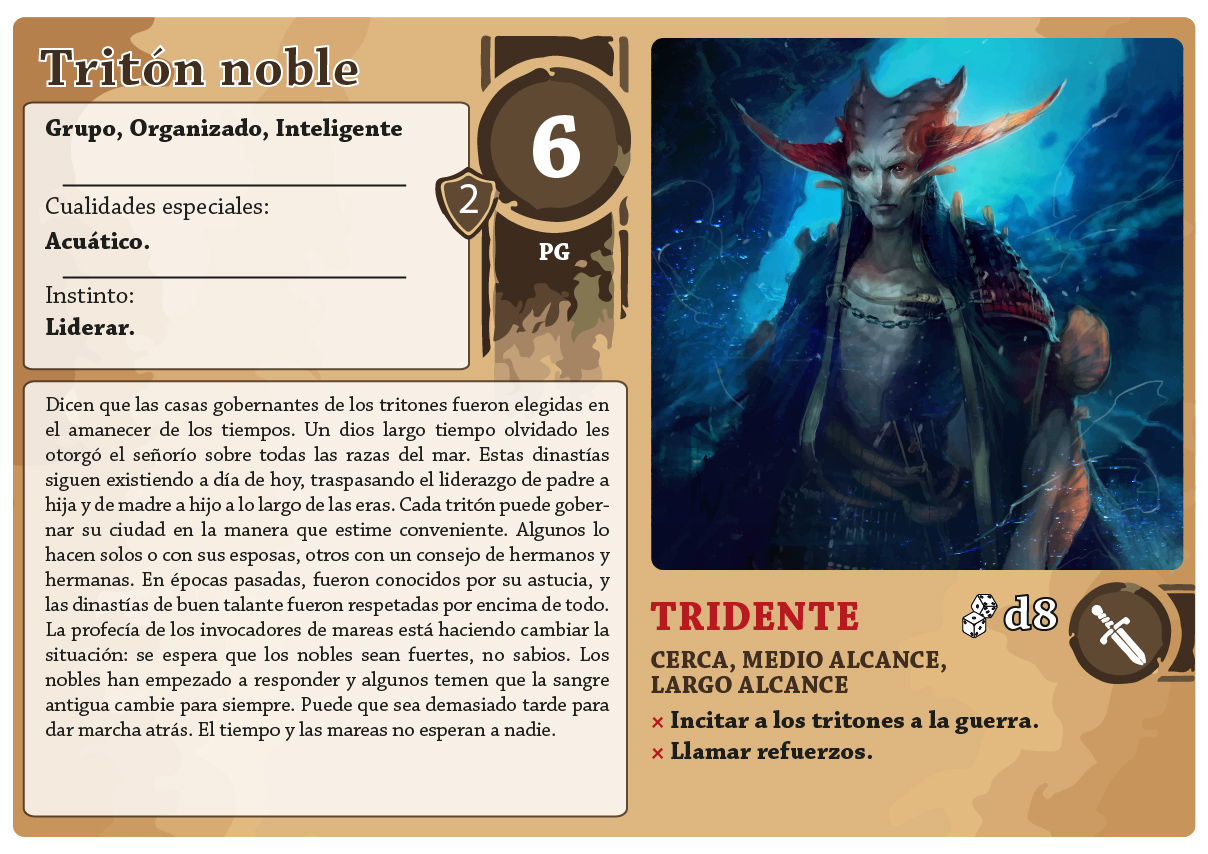 Tritón noble
Grupo, Organizado, Inteligente
Cualidades especiales:
Acuático.
Instinto:
Liderar.
2
6
PG
Dicen que las casas gobernantes de los tritones fueron elegidas en
el amanecer de los tiempos. Un dios largo tiempo olvidado les
otorgó el señorío sobre todas las razas del mar. Estas dinastías
siguen existiendo a día de hoy, traspasando el liderazgo de padre a
hija y de madre a hijo a lo largo de las eras. Cada tritón puede gober-
nar su ciudad en la manera que estime conveniente. Algunos lo
hacen solos o con sus esposas, otros con un consejo de hermanos y
hermanas. En épocas pasadas, fueron conocidos por su astucia, y
las dinastías de buen talante fueron respetadas por encima de todo.
La profecía de los invocadores de mareas está haciendo cambiar la
situación: se espera que los nobles sean fuertes, no sabios. Los
nobles han empezado a responder y algunos temen que la sangre
antigua cambie para siempre. Puede que sea demasiado tarde para
dar marcha atrás. El tiempo y las mareas no esperan a nadie.
TRIDENTE
d8
CERCA, MEDIO ALCANCE,
LARGO ALCANCE
× Incitar a los tritones a la guerra.
× Llamar refuerzos.